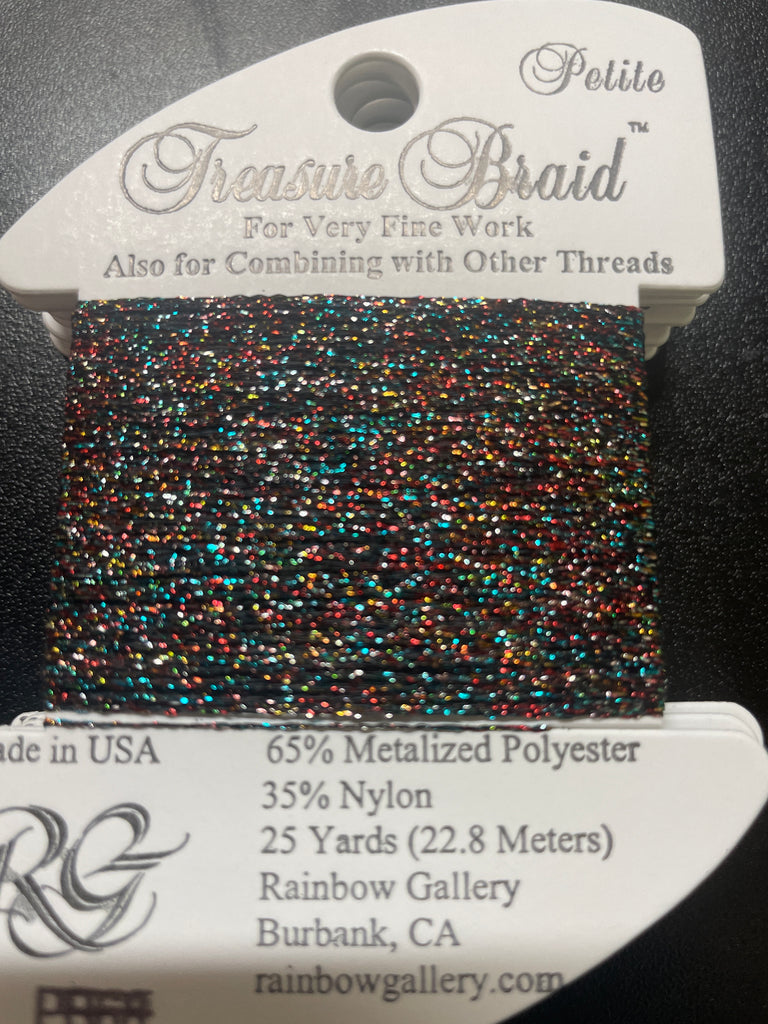 Petite
Treasure Braid™
For Very Fine Work
Also for Combining with Other Threads
ade in USA
65% Metalized Polyester
35% Nylon
25 Yards (22.8 Meters)
RG
Rainbow Gallery
Burbank, CA
rainbowgallery.com